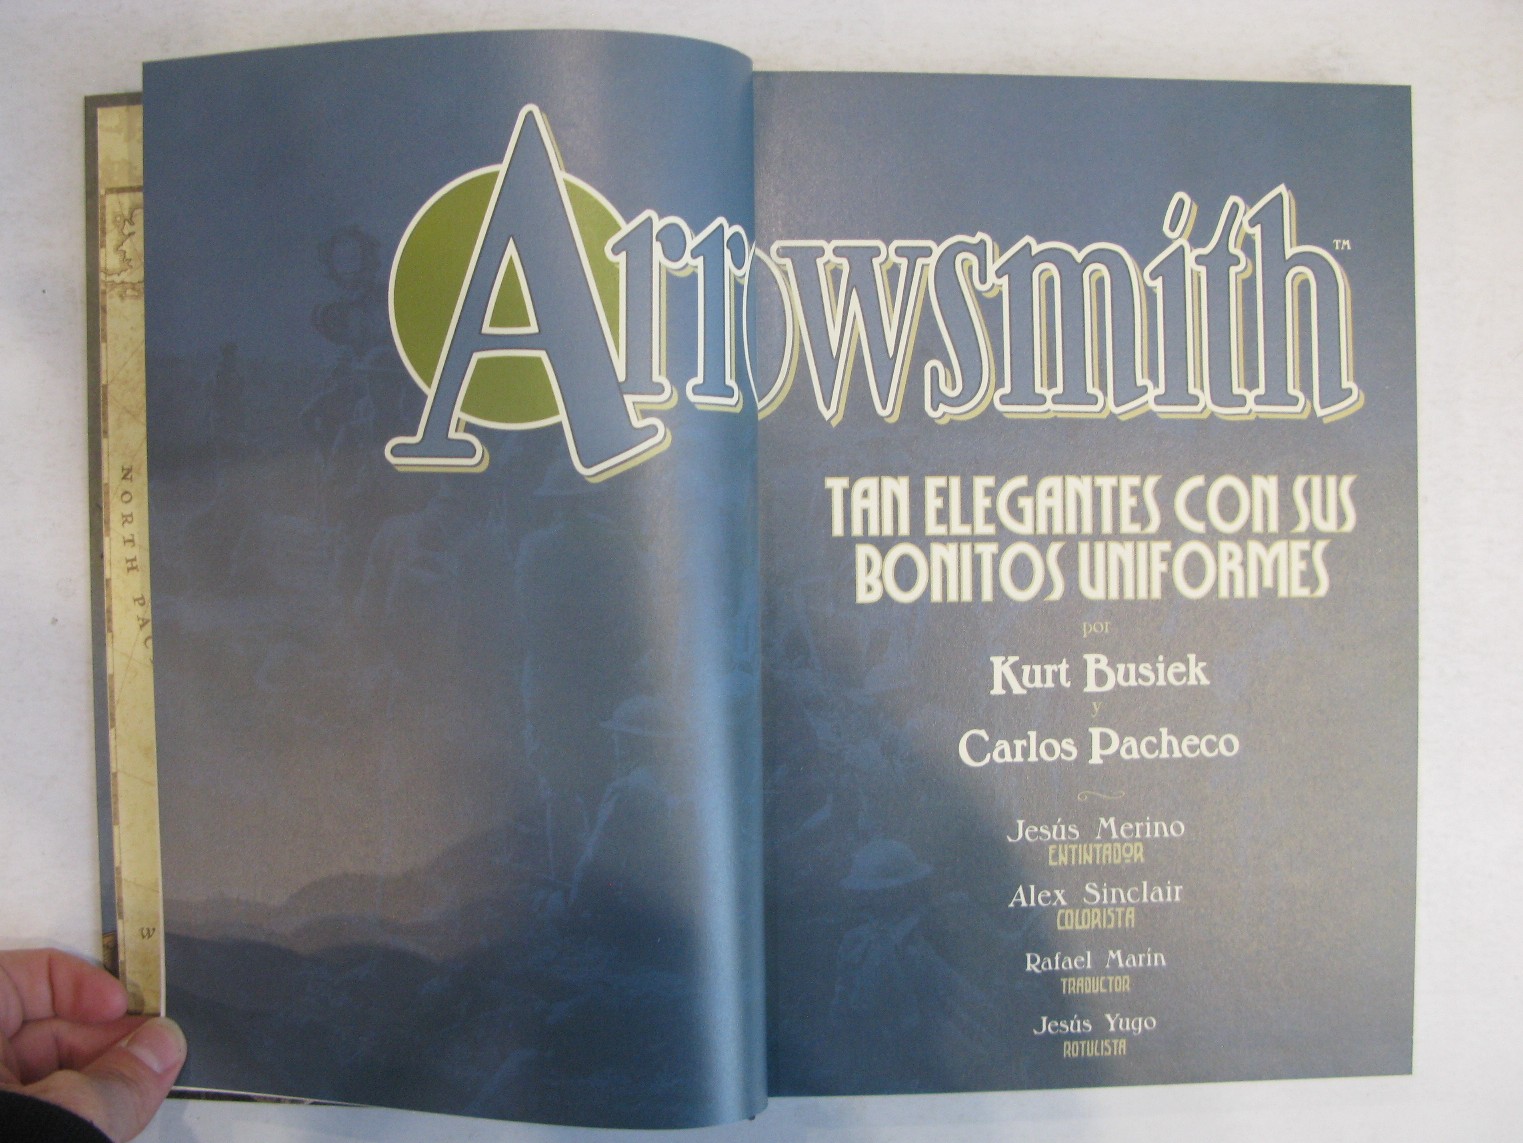 Arrowsmith™
TAN ELEGANTES CON SUS
BONITOS UNIFORMES
por
Kurt Busiek
y
Carlos Pacheco
Jesús Merino
ENTINTADOR
Alex Sinclair
COLORISTA
Rafael Marín
TRADUCTOR
Jesús Yugo
ROTULISTA
NORTH PAC